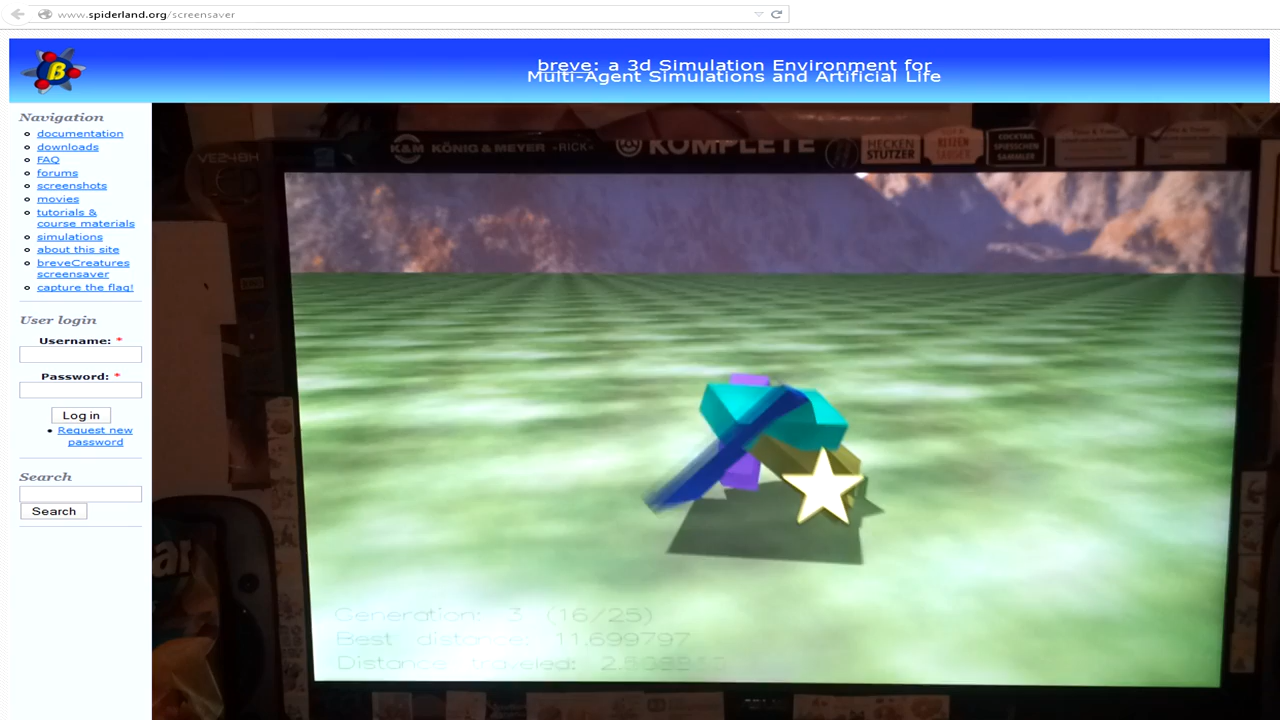 www.spiderland.org/screensaver
B
breve: a 3d Simulation Environment for
Multi-Agent Simulations and Artificial Life
Navigation
documentation
downloads
FAQ
forums
screenshots
movies
tutorials &
course materials
simulations
about this site
breveCreatures
screensaver
capture the flag!
User login
Username: *
Password: *
Log in
Request new
password
Search
Search
VE248H
K&M KÖNIG & MEYER -RICK-
KOMPLETE
HECKEN
STUTZER
COCKTAIL
SPIESSCHEN
SAMMLER
Generation: 3 (16/25)
Best distance: 11.699797
Distance traveled: